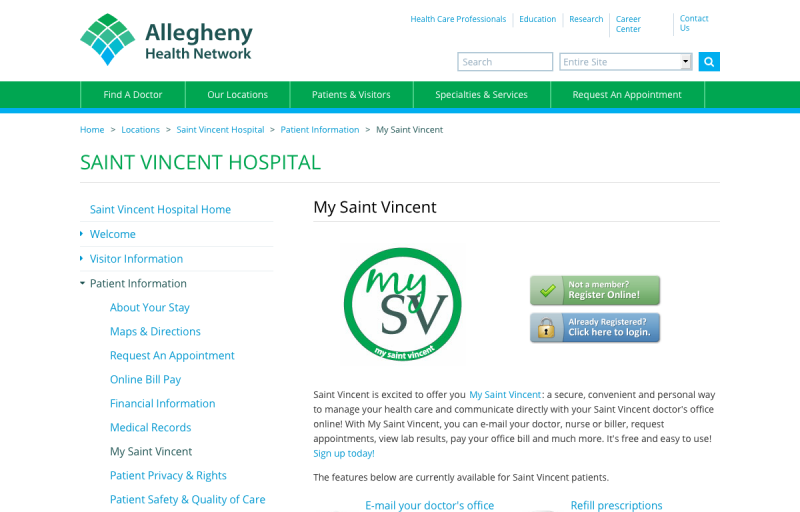 Allegheny
Health Network
Health Care Professionals
Education
Research
Career
Center
Contact
Us
Search
Entire Site
Find A Doctor
Our Locations
Patients & Visitors
Specialties & Services
Request An Appointment
Home > Locations > Saint Vincent Hospital > Patient Information > My Saint Vincent
SAINT VINCENT HOSPITAL
Saint Vincent Hospital Home
Welcome
Visitor Information
Patient Information
About Your Stay
Maps & Directions
Request An Appointment
Online Bill Pay
Financial Information
Medical Records
My Saint Vincent
Patient Privacy & Rights
Patient Safety & Quality of Care
My Saint Vincent
my
SV
my saint vincent
Not a member?
Register Online!
Already Registered?
Click here to login.
Saint Vincent is excited to offer you My Saint Vincent: a secure, convenient and personal way
to manage your health care and communicate directly with your Saint Vincent doctor's office
online! With My Saint Vincent, you can e-mail your doctor, nurse or biller, request
appointments, view lab results, pay your office bill and much more. It's free and easy to use!
Sign up today!
The features below are currently available for Saint Vincent patients.
E-mail your doctor's office
Refill prescriptions